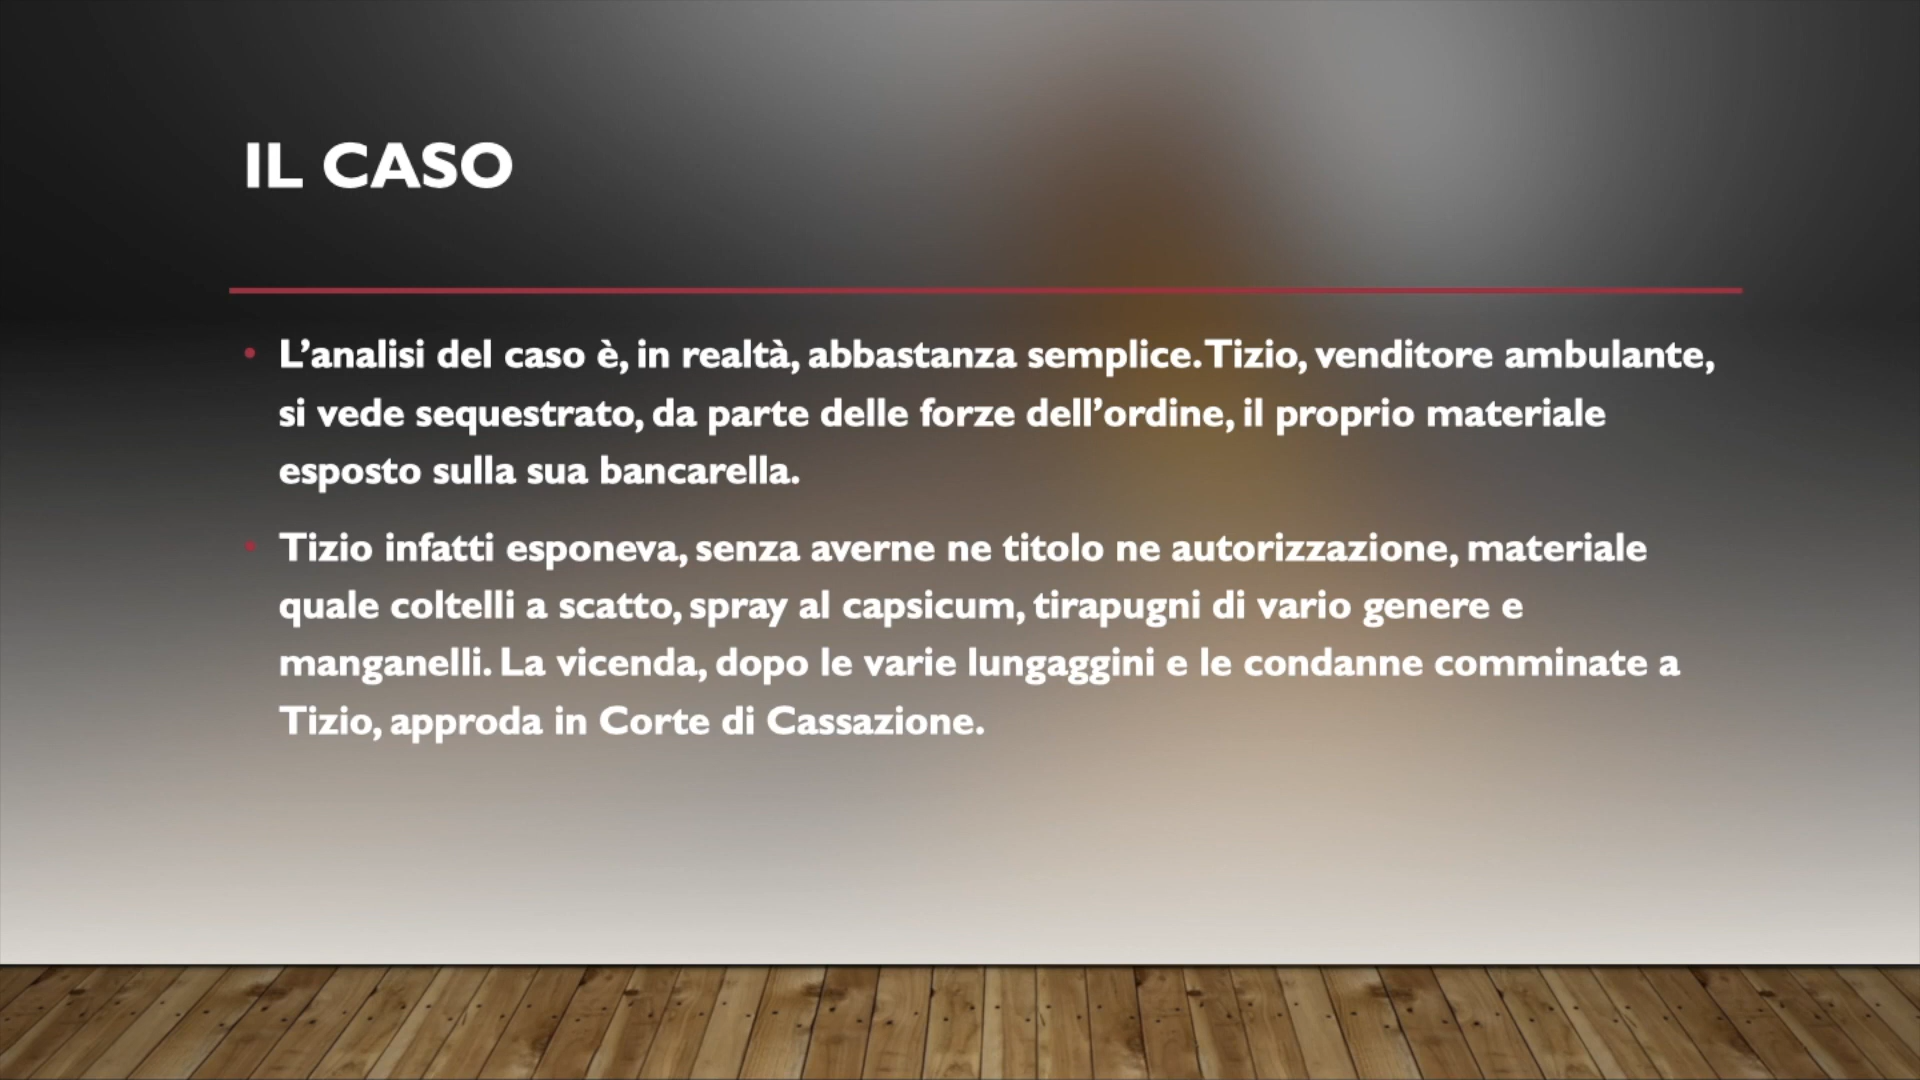 IL CASO
L’analisi del caso è, in realtà, abbastanza semplice. Tizio, venditore ambulante,
si vede sequestrato, da parte delle forze dell’ordine, il proprio materiale
esposto sulla sua bancarella.
Tizio infatti esponeva, senza averne ne titolo ne autorizzazione, materiale
quale coltelli a scatto, spray al capsicum, tirapugni di vario genere e
manganelli. La vicenda, dopo le varie lungaggini e le condanne comminate a
Tizio, approda in Corte di Cassazione.